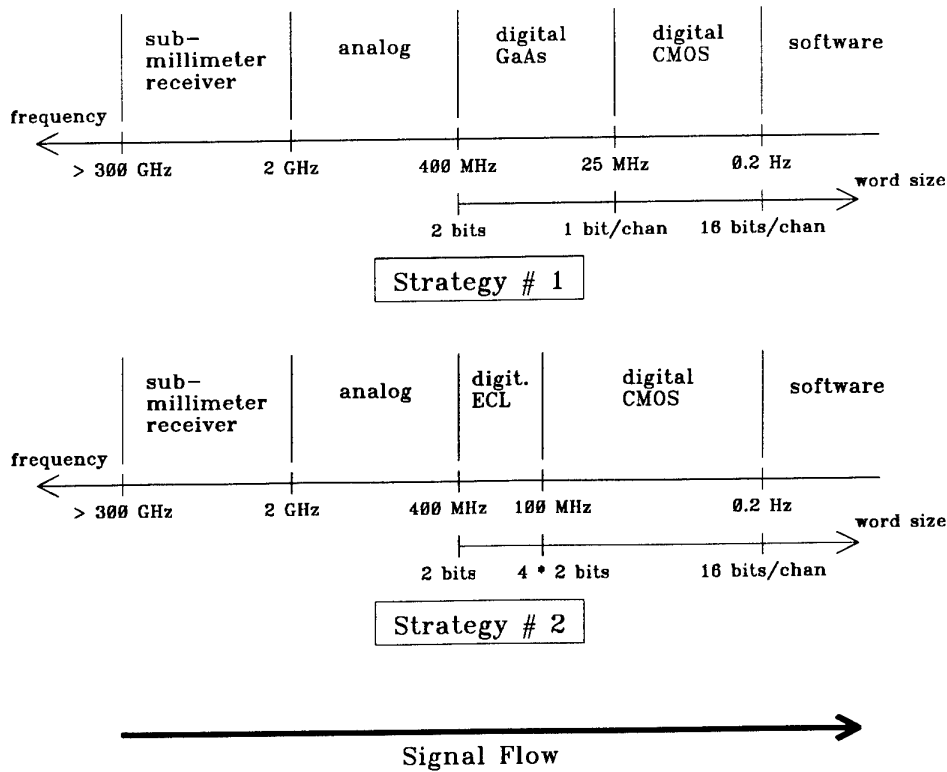 sub-
millimeter
receiver
analog
digital
GaAs
digital
CMOS
software
frequency
> 300 GHz
2 GHz
400 MHz
25 MHz
0.2 Hz
word size
2 bits
1 bit/chan
16 bits/chan
Strategy # 1
sub-
millimeter
receiver
analog
digit.
ECL
digital
CMOS
software
frequency
> 300 GHz
2 GHz
400 MHz
100 MHz
0.2 Hz
word size
2 bits
4 * 2 bits
16 bits/chan
Strategy # 2
Signal Flow